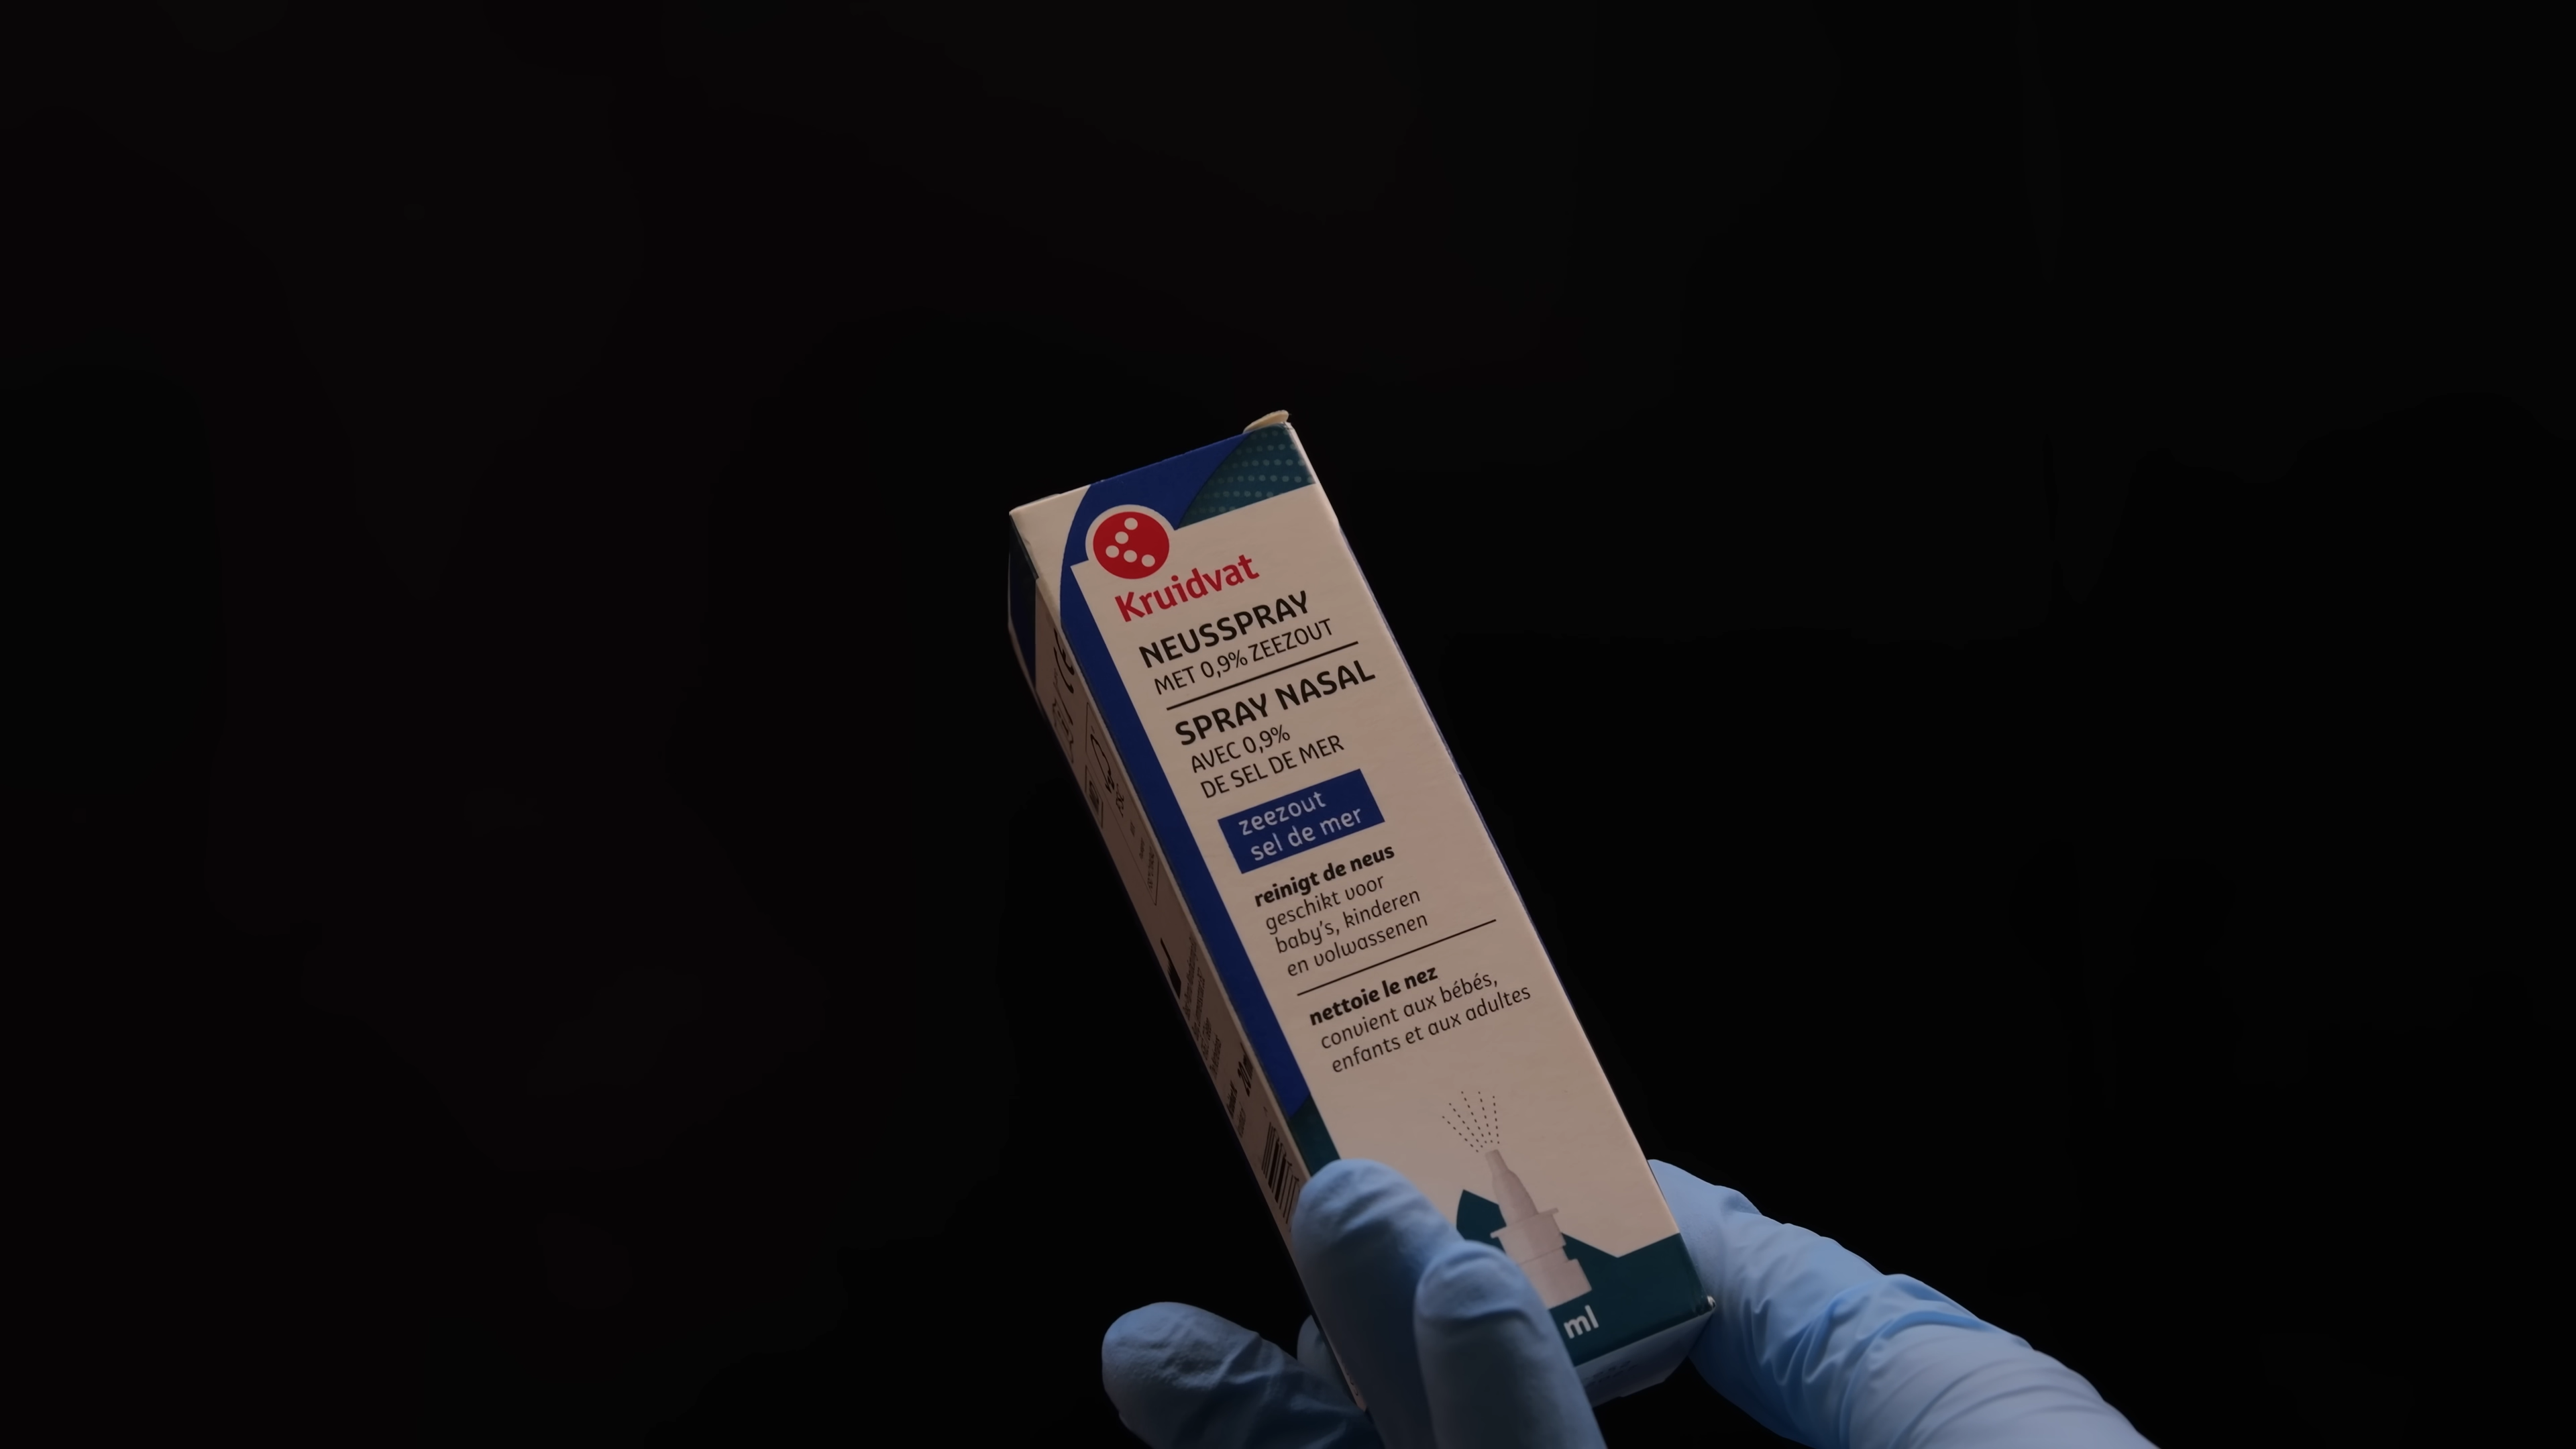 Kruidvat
NEUSSPRAY
MET 0,9% ZEEZOUT
SPRAY NASAL
AVEC 0,9%
DE SEL DE MER
zeezout
sel de mer
reinigt de neus
geschikt voor
baby's, kinderen
en volwassenen
nettoie le nez
convient aux bébés,
enfants et aux adultes
ml